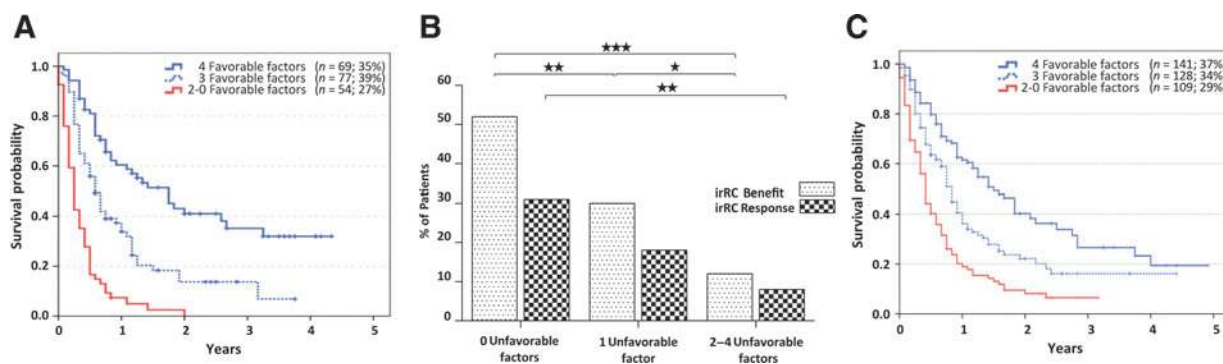 A
4 Favorable factors (n = 69; 35%)
3 Favorable factors (n = 77; 39%)
2-0 Favorable factors (n = 54; 27%)
1.0
0.8
0.6
0.4
0.2
0.0
Survival probability
0 1 2 3 4 5
Years
B
★★★
★★ ★
★★
60
50
40
30
20
10
0
% of Patients
irRC Benefit
irRC Response
0 Unfavorable factors
1 Unfavorable factor
2–4 Unfavorable factors
C
4 Favorable factors (n = 141; 37%)
3 Favorable factors (n = 128; 34%)
2-0 Favorable factors (n = 109; 29%)
1.0
0.8
0.6
0.4
0.2
0.0
Survival probability
0 1 2 3 4 5
Years